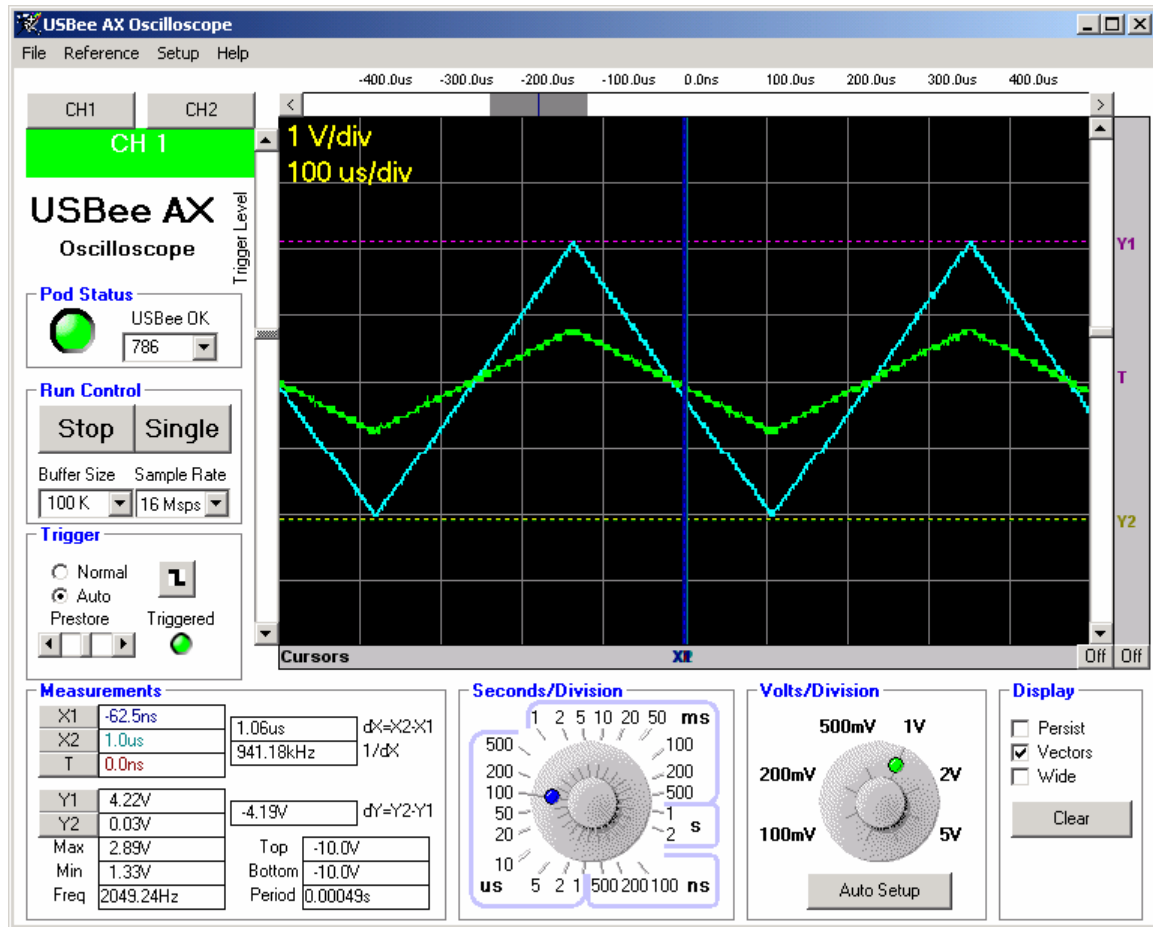 USBee AX Oscilloscope
File Reference Setup Help
-400.0us -300.0us -200.0us -100.0us 0.0ns 100.0us 200.0us 300.0us 400.0us
CH1 CH2
CH 1
1 V/div
100 us/div
USBee AX
Oscilloscope
Trigger Level
Y1
T
Y2
Pod Status
USBee OK
786
Run Control
Stop Single
Buffer Size Sample Rate
100 K 16 Msps
Trigger
Normal
Auto
Prestore Triggered
Cursors
Off Off
Measurements
X1 -62.5ns
X2 1.0us
T 0.0ns
1.06us dX=X2-X1
941.18kHz 1/dX
Y1 4.22V
Y2 0.03V
-4.19V dY=Y2-Y1
Max 2.89V Top -10.0V
Min 1.33V Bottom -10.0V
Freq 2049.24Hz Period 0.00049s
Seconds/Division
1 2 5 10 20 50 ms
500 100
200 200
100 500
50 1
20 2 s
10
us 5 2 1 500 200 100 ns
Volts/Division
500mV 1V
200mV 2V
100mV 5V
Auto Setup
Display
Persist
Vectors
Wide
Clear